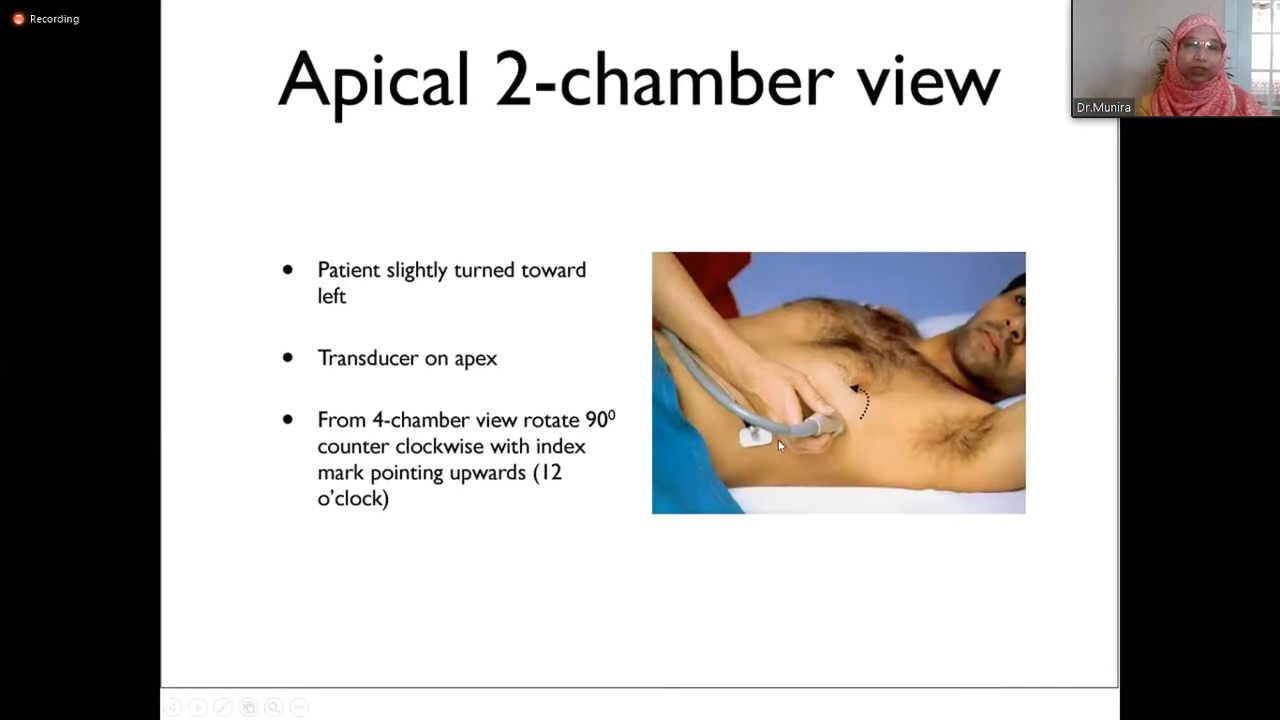 Recording
Apical 2-chamber view
Dr.Munira
• Patient slightly turned toward
left
• Transducer on apex
• From 4-chamber view rotate 90⁰
counter clockwise with index
mark pointing upwards (12
o’clock)